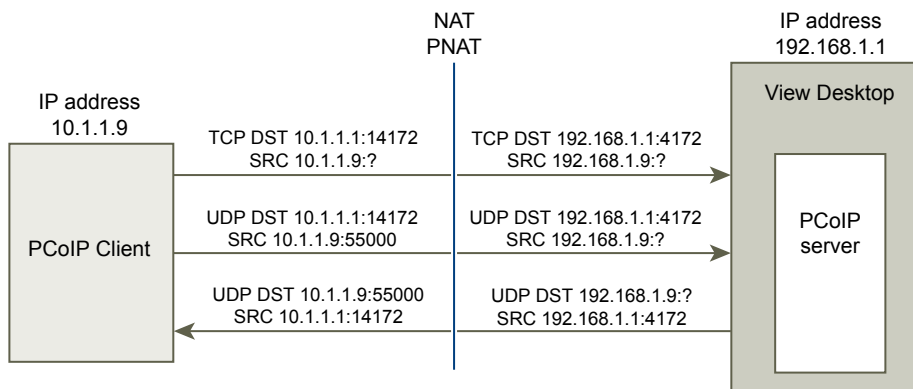 NAT
PNAT
IP address
192.168.1.1
View Desktop
IP address
10.1.1.9
TCP DST 10.1.1.1:14172
SRC 10.1.1.9:?
TCP DST 192.168.1.1:4172
SRC 192.168.1.9:?
UDP DST 10.1.1.1:14172
SRC 10.1.1.9:55000
UDP DST 192.168.1.1:4172
SRC 192.168.1.9:?
PCoIP Client
PCoIP
server
UDP DST 10.1.1.9:55000
SRC 10.1.1.1:14172
UDP DST 192.168.1.9:?
SRC 192.168.1.1:4172